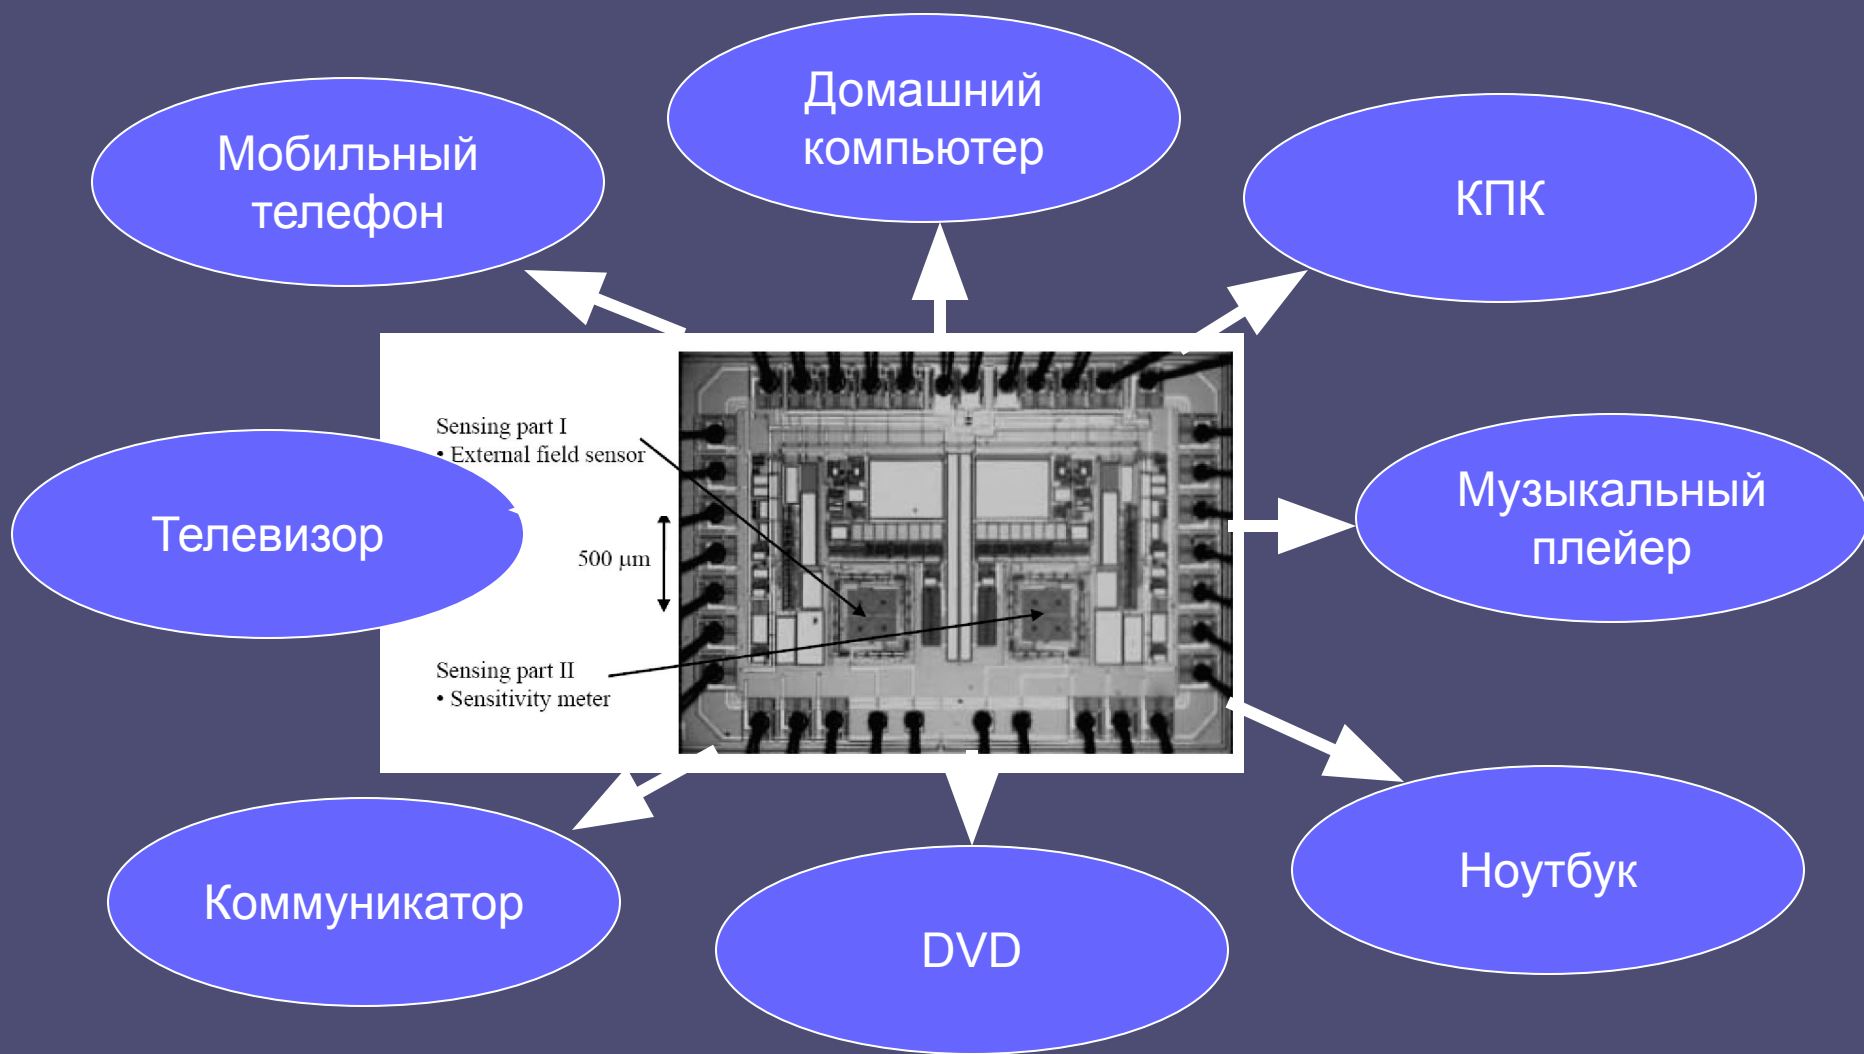 Домашний
компьютер
Мобильный
телефон
КПК
Sensing part I
• External field sensor
Музыкальный
плейер
Телевизор
500 µm
Sensing part II
• Sensitivity meter
Ноутбук
Коммуникатор
DVD